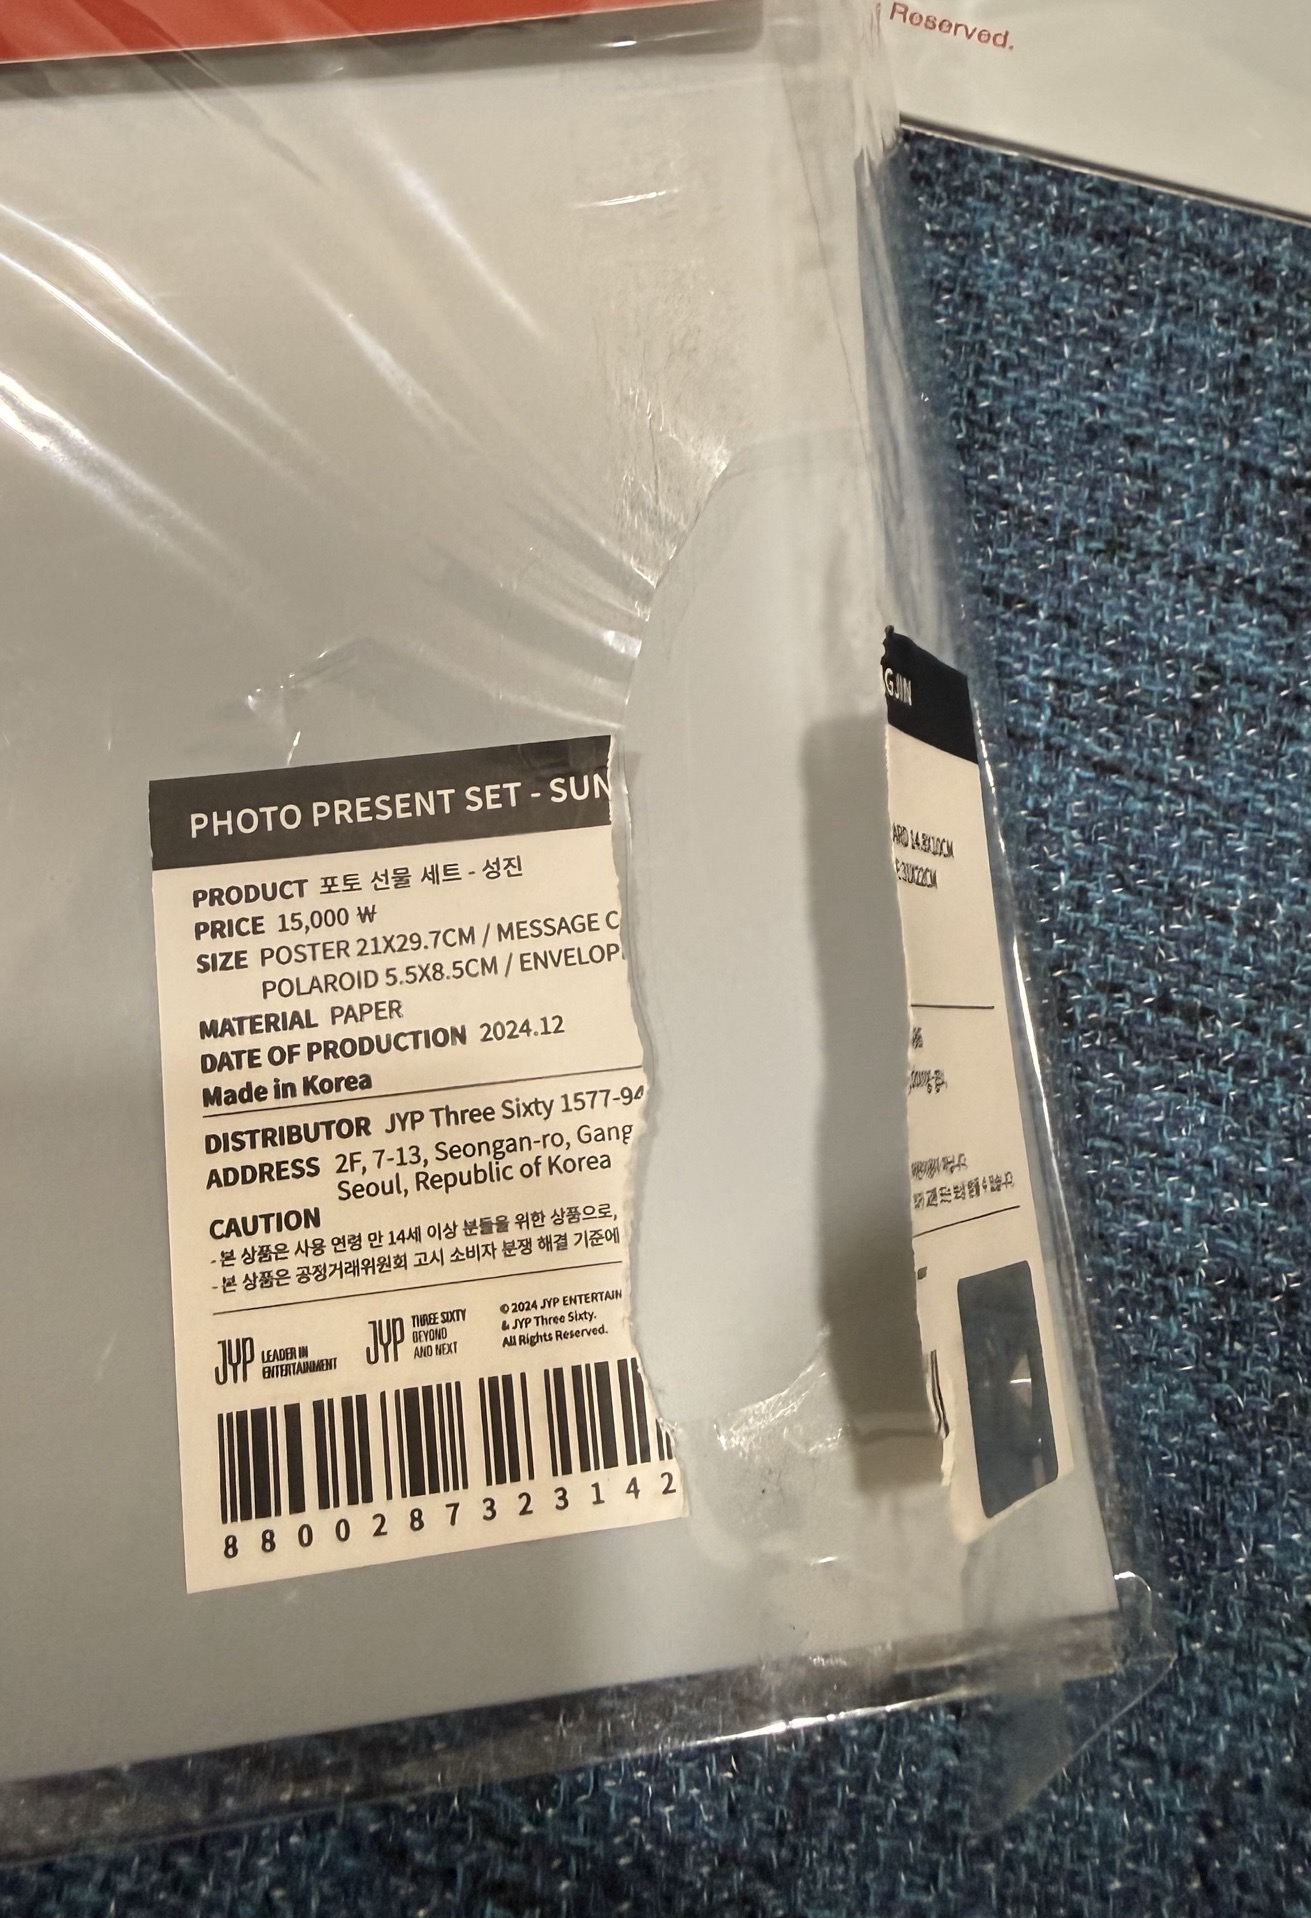 Reserved.
PHOTO PRESENT SET - SUN
GJIN
PRODUCT 포토 선물 세트 - 성진
PRICE 15,000 ₩
SIZE POSTER 21X29.7CM / MESSAGE C
ARD 14.8X10CM
POLAROID 5.5X8.5CM / ENVELOP
E 31X22CM
MATERIAL PAPER
DATE OF PRODUCTION 2024.12
Made in Korea
DISTRIBUTOR JYP Three Sixty 1577-94
ADDRESS 2F, 7-13, Seongan-ro, Gang
Seoul, Republic of Korea
CAUTION
- 본 상품은 사용 연령 만 14세 이상 분들을 위한 상품으로,
- 본 상품은 공정거래위원회 고시 소비자 분쟁 해결 기준에
JYP LEADER IN
ENTERTAINMENT
JYP THREE SIXTY
BEYOND
AND NEXT
© 2024 JYP ENTERTAIN
& JYP Three Sixty.
All Rights Reserved.
8800287323142